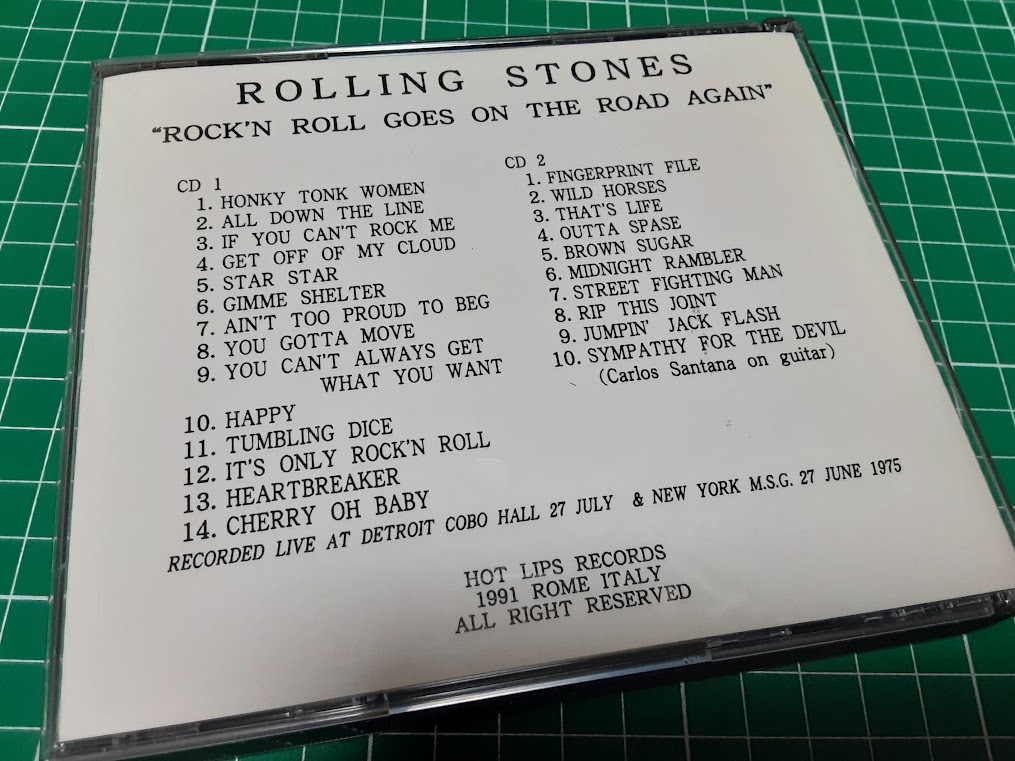 ROLLING STONES
“ROCK'N ROLL GOES ON THE ROAD AGAIN”
CD 1
1. HONKY TONK WOMEN
2. ALL DOWN THE LINE
3. IF YOU CAN'T ROCK ME
4. GET OFF OF MY CLOUD
5. STAR STAR
6. GIMME SHELTER
7. AIN'T TOO PROUD TO BEG
8. YOU GOTTA MOVE
9. YOU CAN'T ALWAYS GET
WHAT YOU WANT
10. HAPPY
11. TUMBLING DICE
12. IT'S ONLY ROCK'N ROLL
13. HEARTBREAKER
14. CHERRY OH BABY
CD 2
1. FINGERPRINT FILE
2. WILD HORSES
3. THAT'S LIFE
4. OUTTA SPASE
5. BROWN SUGAR
6. MIDNIGHT RAMBLER
7. STREET FIGHTING MAN
8. RIP THIS JOINT
9. JUMPIN' JACK FLASH
10. SYMPATHY FOR THE DEVIL
(Carlos Santana on guitar)
RECORDED LIVE AT DETROIT COBO HALL 27 JULY & NEW YORK M.S.G. 27 JUNE 1975
HOT LIPS RECORDS
1991 ROME ITALY
ALL RIGHT RESERVED